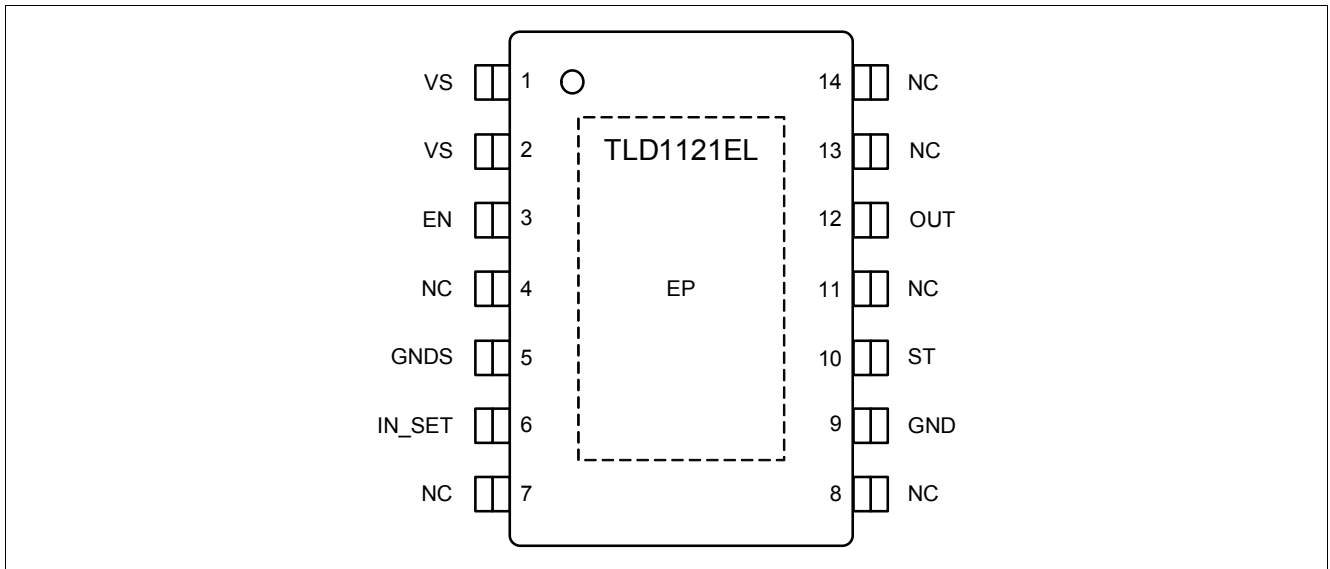 VS 1 14 NC
VS 2 TLD1121EL 13 NC
EN 3 12 OUT
NC 4 EP 11 NC
GNDS 5 10 ST
IN_SET 6 9 GND
NC 7 8 NC